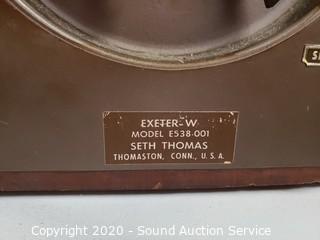 EXETER-W
MODEL E538-001
SETH THOMAS
THOMASTON, CONN., U.S.A.
Copyright 2020 - Sound Auction Service